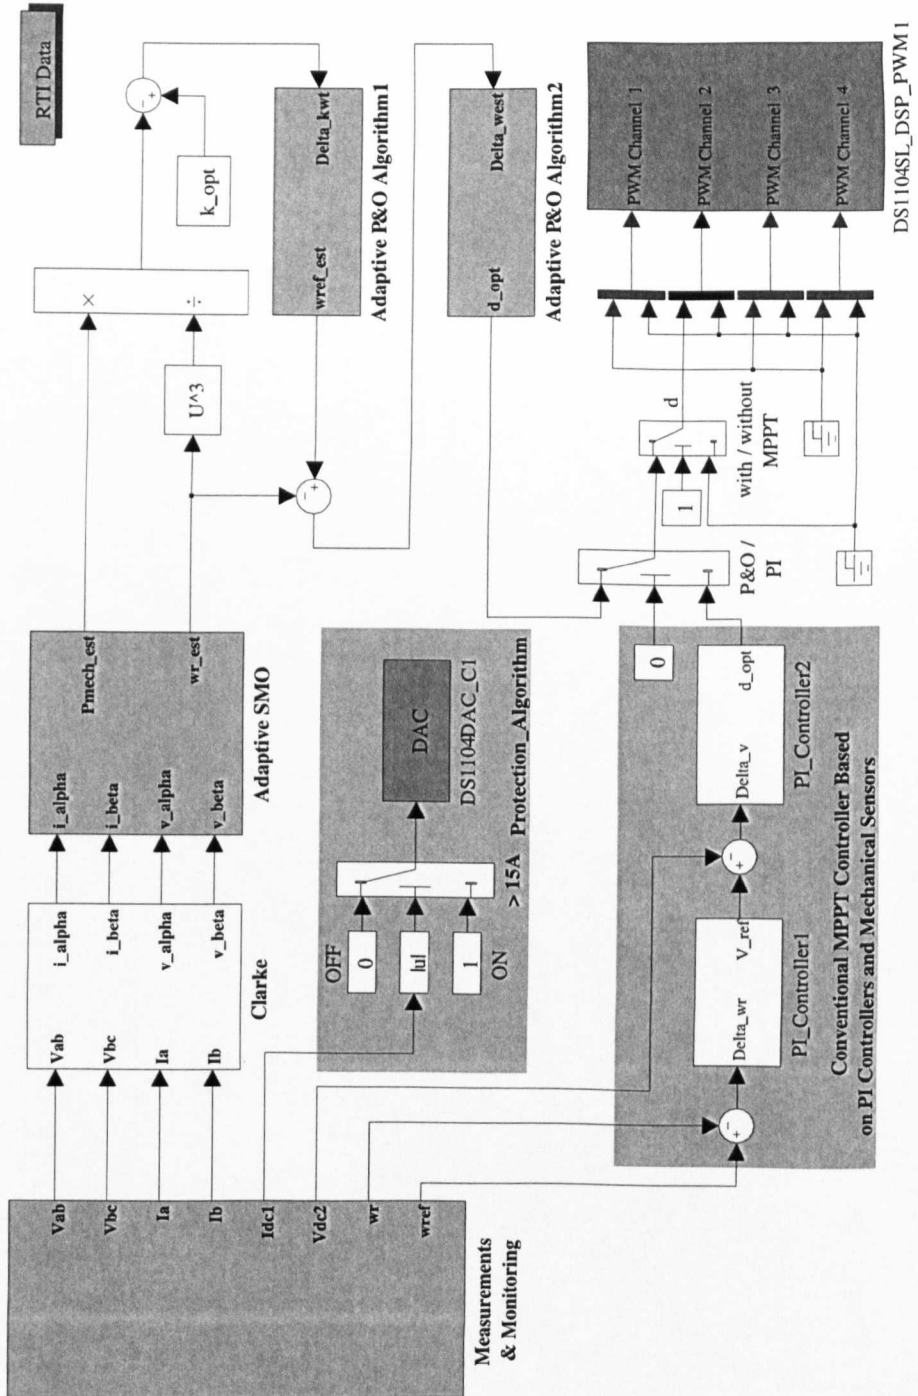 RTI Data
Vab
Vbc
Ia
Ib
Idc1
Vdc2
wr
wref
Measurements
& Monitoring
Vab
Vbc
Ia
Ib
i_alpha
i_beta
v_alpha
v_beta
Clarke
i_alpha
i_beta
v_alpha
v_beta
Pmech_est
wr_est
Adaptive SMO
U^3
×
÷
k_opt
-
+
wref_est
Delta_kwt
Adaptive P&O Algorithm1
-
+
d_opt
Delta_west
Adaptive P&O Algorithm2
OFF
0
|u|
1
ON
> 15A
DAC
DS1104DAC_C1
Protection_Algorithm
+
-
Delta_wr
V_ref
PI_Controller1
+
-
Delta_v
d_opt
PI_Controller2
Conventional MPPT Controller Based
on PI Controllers and Mechanical Sensors
0
P&O /
PI
1
d
with / without
MPPT
PWM Channel 1
PWM Channel 2
PWM Channel 3
PWM Channel 4
DS1104SL_DSP_PWM1